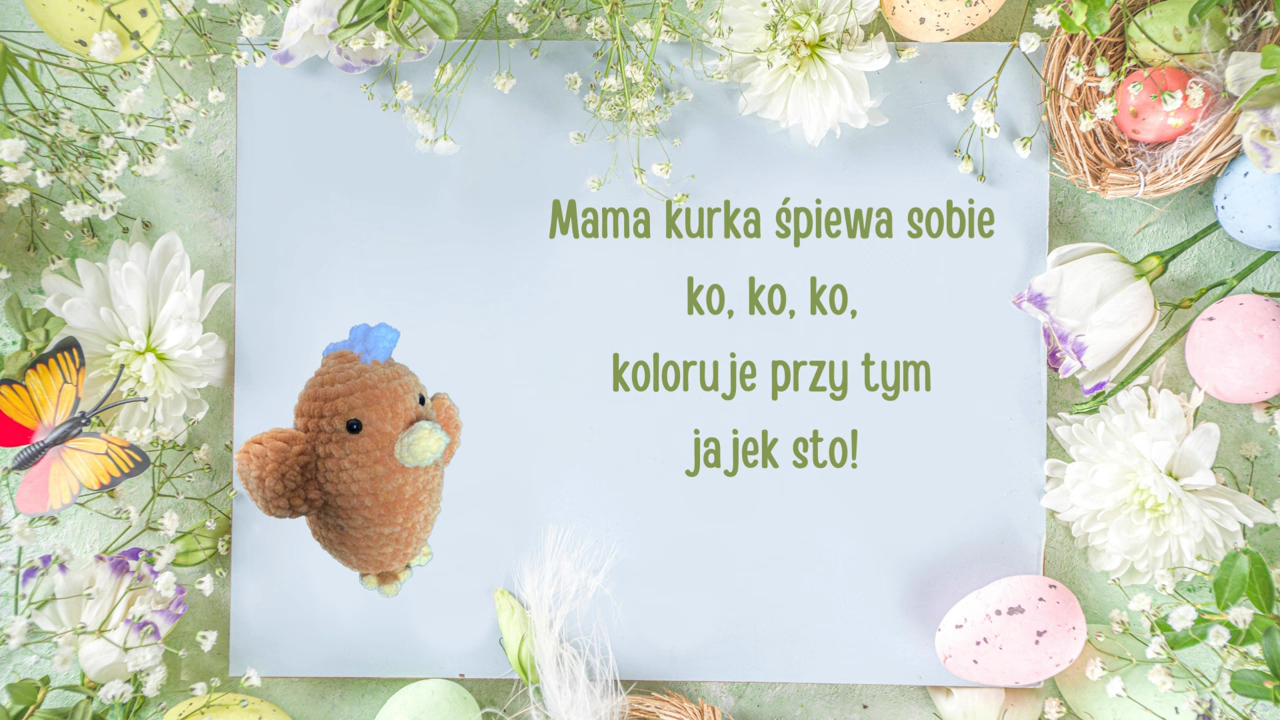 Mama kurka śpiewa sobie
ko, ko, ko,
koloruje przy tym
jajek sto!